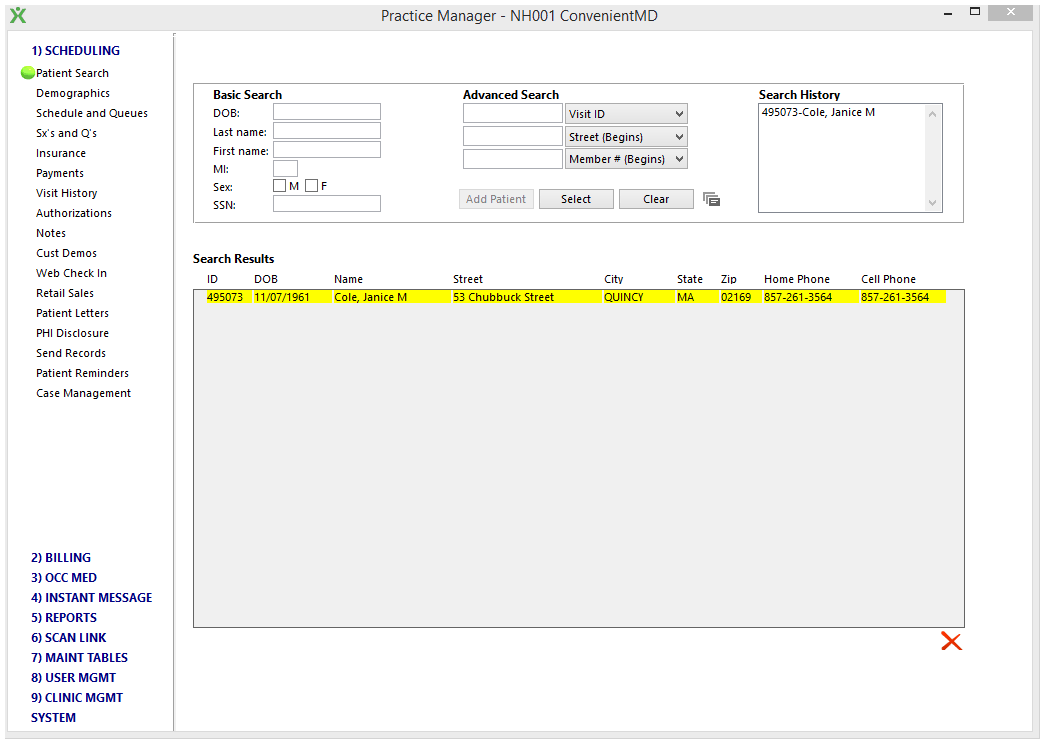 Practice Manager - NH001 ConvenientMD
1) SCHEDULING
Patient Search
Demographics
Schedule and Queues
Sx's and Q's
Insurance
Payments
Visit History
Authorizations
Notes
Cust Demos
Web Check In
Retail Sales
Patient Letters
PHI Disclosure
Send Records
Patient Reminders
Case Management
2) BILLING
3) OCC MED
4) INSTANT MESSAGE
5) REPORTS
6) SCAN LINK
7) MAINT TABLES
8) USER MGMT
9) CLINIC MGMT
SYSTEM
Basic Search
DOB:
Last name:
First name:
MI:
Sex: M F
SSN:
Advanced Search
Visit ID
Street (Begins)
Member # (Begins)
Add Patient Select Clear
Search History
495073-Cole, Janice M
Search Results
ID DOB Name Street City State Zip Home Phone Cell Phone
495073 11/07/1961 Cole, Janice M 53 Chubbuck Street QUINCY MA 02169 857-261-3564 857-261-3564